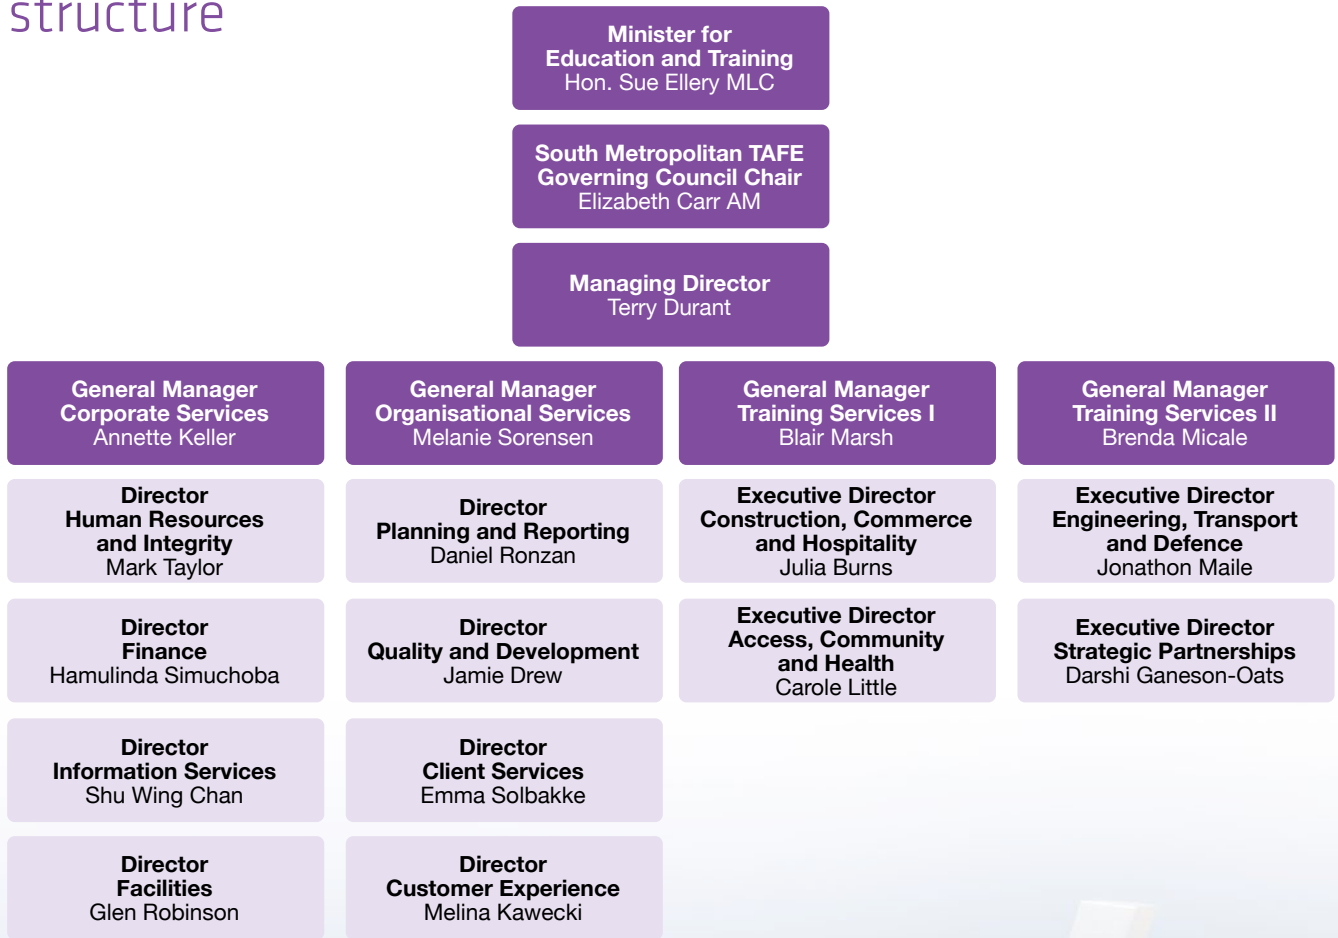 structure
Minister for
Education and Training
Hon. Sue Ellery MLC
South Metropolitan TAFE
Governing Council Chair
Elizabeth Carr AM
Managing Director
Terry Durant
General Manager
Corporate Services
Annette Keller
General Manager
Organisational Services
Melanie Sorensen
General Manager
Training Services I
Blair Marsh
General Manager
Training Services II
Brenda Micale
Director
Human Resources
and Integrity
Mark Taylor
Director
Planning and Reporting
Daniel Ronzan
Executive Director
Construction, Commerce
and Hospitality
Julia Burns
Executive Director
Engineering, Transport
and Defence
Jonathon Maile
Director
Finance
Hamulinda Simuchoba
Director
Quality and Development
Jamie Drew
Executive Director
Access, Community
and Health
Carole Little
Executive Director
Strategic Partnerships
Darshi Ganeson-Oats
Director
Information Services
Shu Wing Chan
Director
Client Services
Emma Solbakke
Director
Facilities
Glen Robinson
Director
Customer Experience
Melina Kawecki